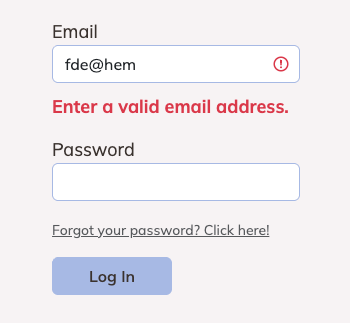 Email
fde@hem
Enter a valid email address.
Password
Forgot your password? Click here!
Log In